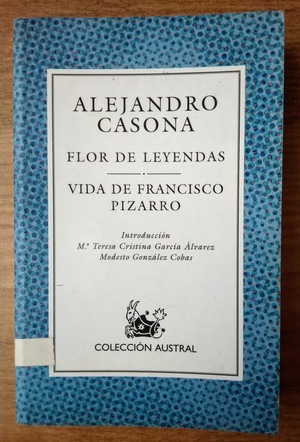 ALEJANDRO
CASONA
FLOR DE LEYENDAS
VIDA DE FRANCISCO
PIZARRO
Introducción
M.ª Teresa Cristina García Álvarez
Modesto González Cobas
COLECCIÓN AUSTRAL